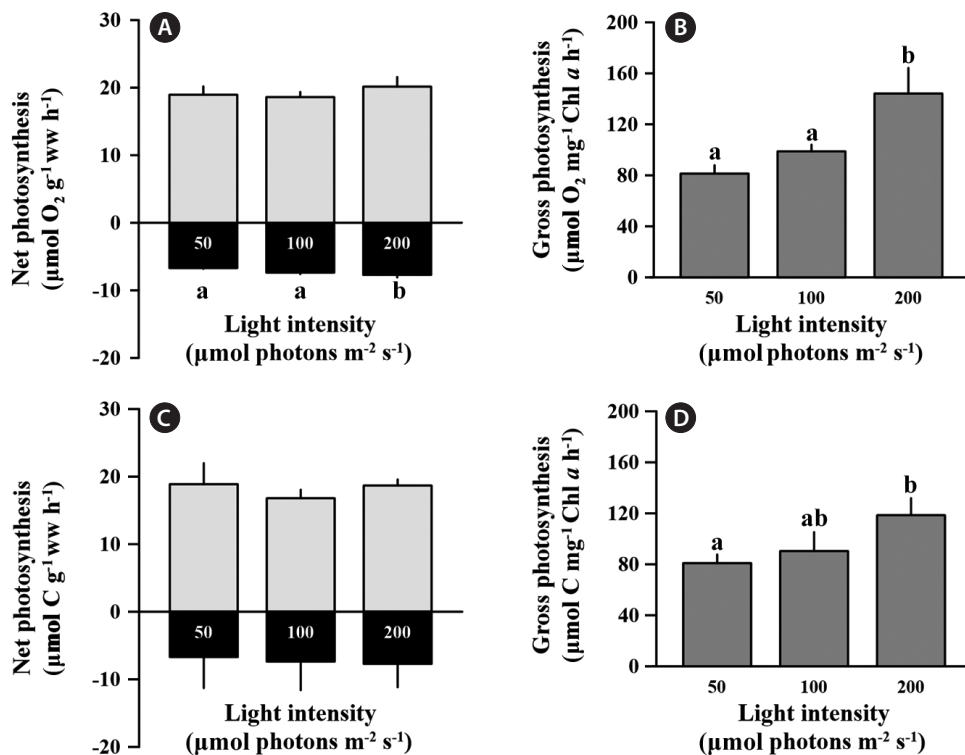 A
30
20
10
0
-10
-20
Net photosynthesis
((µmol O₂ g⁻¹ ww h⁻¹)
50 100 200
a a b
Light intensity
(µmol photons m⁻² s⁻¹)
B
200
160
120
80
40
0
Gross photosynthesis
(µmol O₂ mg⁻¹ Chl a h⁻¹)
a a b
50 100 200
Light intensity
(µmol photons m⁻² s⁻¹)
C
30
20
10
0
-10
-20
Net photosynthesis
((µmol C g⁻¹ ww h⁻¹)
50 100 200
Light intensity
(µmol photons m⁻² s⁻¹)
D
200
160
120
80
40
0
Gross photosynthesis
(µmol C mg⁻¹ Chl a h⁻¹)
a ab b
50 100 200
Light intensity
(µmol photons m⁻² s⁻¹)